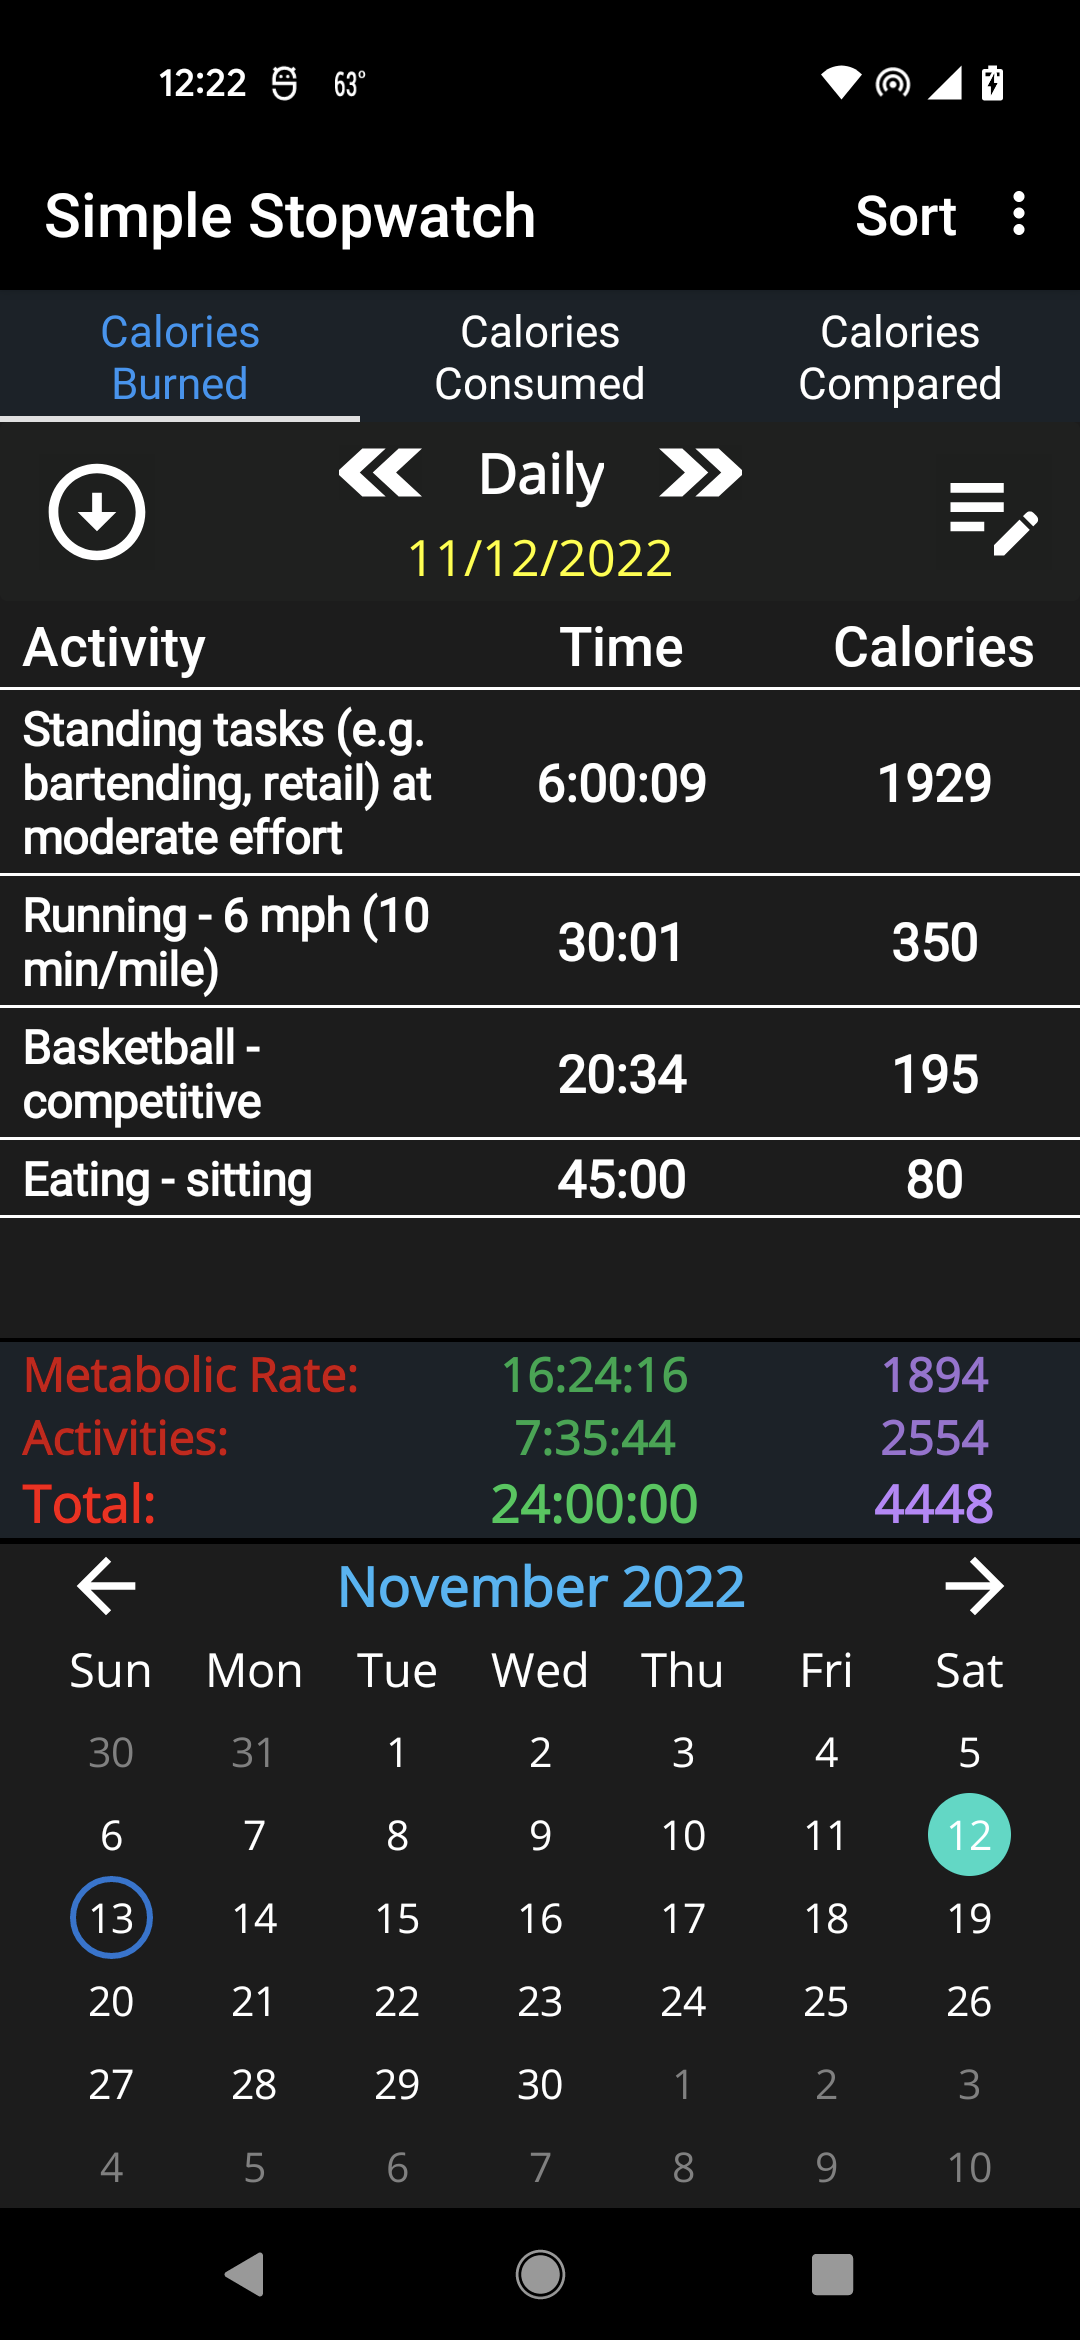 12:22 63°
Simple Stopwatch Sort
Calories Burned Calories Consumed Calories Compared
Daily
11/12/2022
Activity Time Calories
Standing tasks (e.g. bartending, retail) at moderate effort 6:00:09 1929
Running - 6 mph (10 min/mile) 30:01 350
Basketball - competitive 20:34 195
Eating - sitting 45:00 80
Metabolic Rate: 16:24:16 1894
Activities: 7:35:44 2554
Total: 24:00:00 4448
November 2022
Sun Mon Tue Wed Thu Fri Sat
30 31 1 2 3 4 5
6 7 8 9 10 11 12
13 14 15 16 17 18 19
20 21 22 23 24 25 26
27 28 29 30 1 2 3
4 5 6 7 8 9 10